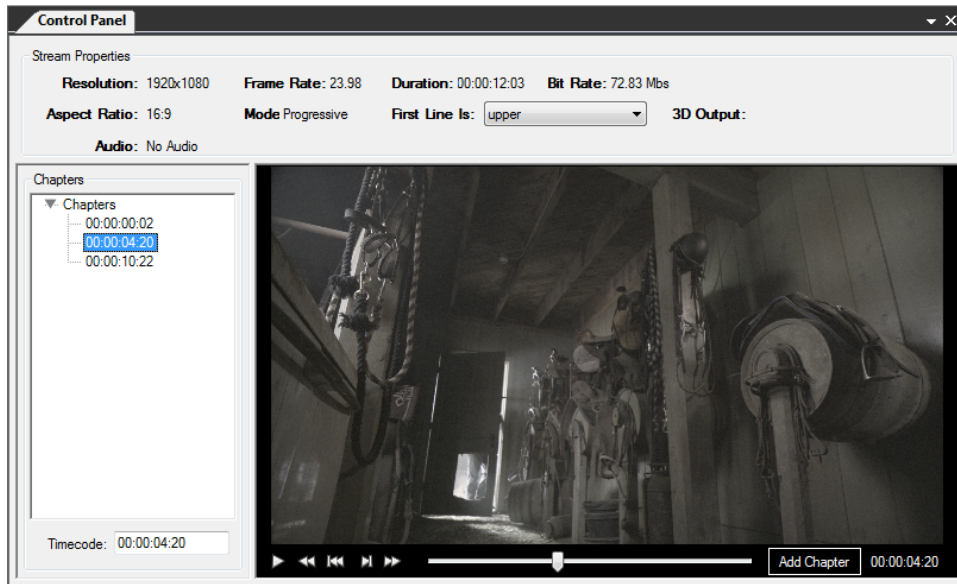 Control Panel
Stream Properties
Resolution: 1920x1080 Frame Rate: 23.98 Duration: 00:00:12:03 Bit Rate: 72.83 Mbs
Aspect Ratio: 16:9 Mode Progressive First Line Is: upper 3D Output:
Audio: No Audio
Chapters
Chapters
00:00:00:02
00:00:04:20
00:00:10:22
Timecode: 00:00:04:20
Add Chapter 00:00:04:20